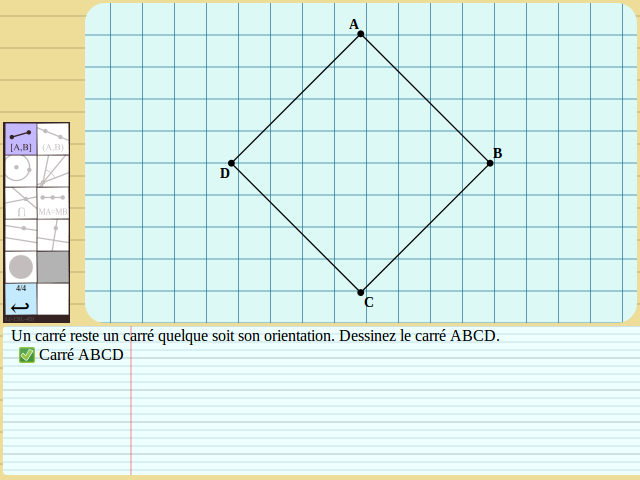 A
B
D
C
[A,B]
(A,B)
∩
MA=MB
4/4
Un carré reste un carré quelque soit son orientation. Dessinez le carré ABCD.
✅ Carré ABCD